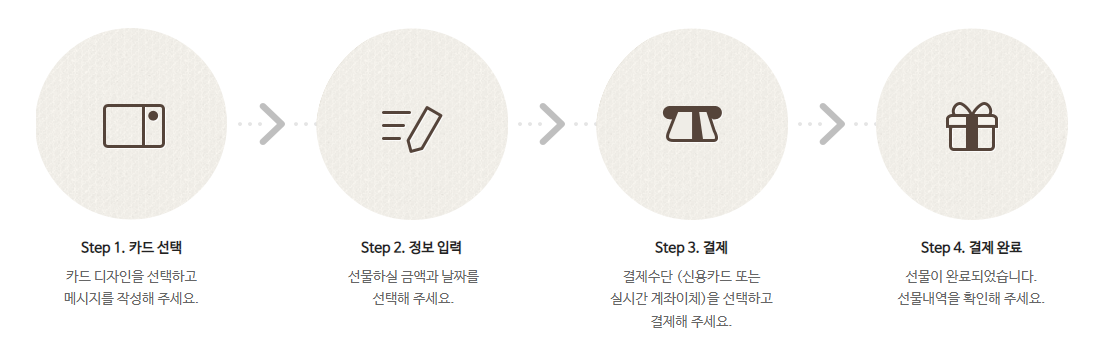 Step 1. 카드 선택
카드 디자인을 선택하고
메시지를 작성해 주세요.
Step 2. 정보 입력
선물하실 금액과 날짜를
선택해 주세요.
Step 3. 결제
결제수단 (신용카드 또는
실시간 계좌이체)을 선택하고
결제해 주세요.
Step 4. 결제 완료
선물이 완료되었습니다.
선물내역을 확인해 주세요.